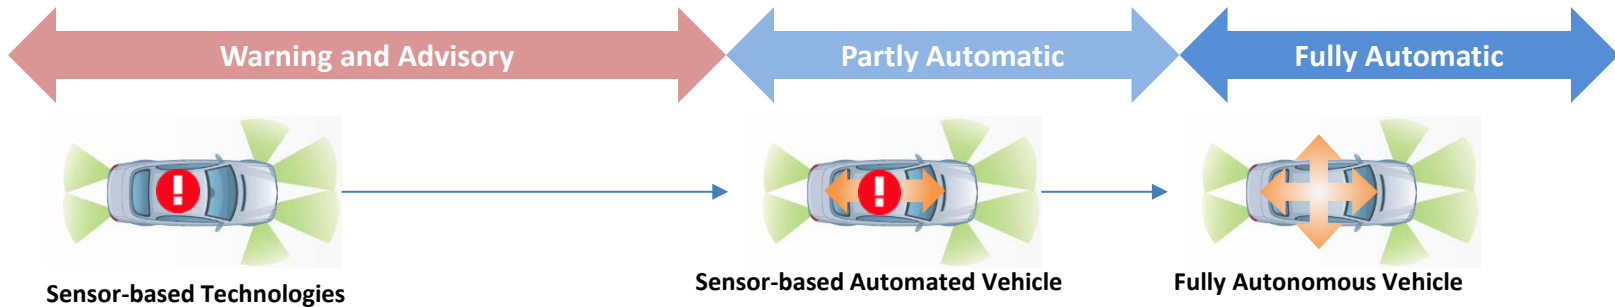 Warning and Advisory
Partly Automatic
Fully Automatic
!
!
Sensor-based Technologies
Sensor-based Automated Vehicle
Fully Autonomous Vehicle